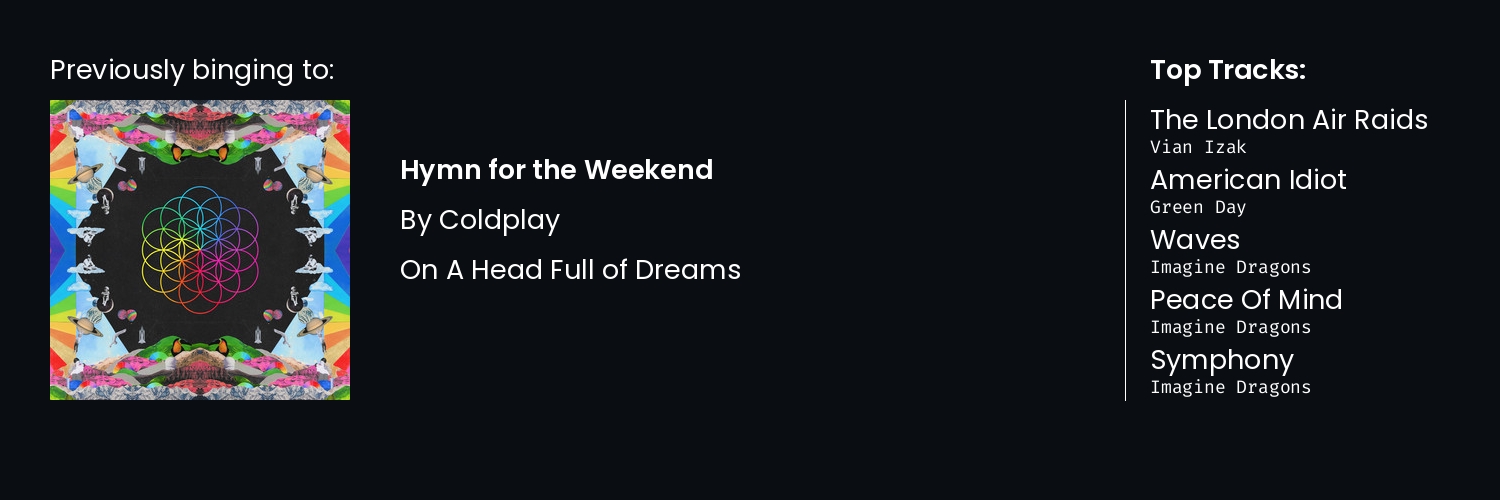 Previously binging to:
Hymn for the Weekend
By Coldplay
On A Head Full of Dreams
Top Tracks:
The London Air Raids
Vian Izak
American Idiot
Green Day
Waves
Imagine Dragons
Peace Of Mind
Imagine Dragons
Symphony
Imagine Dragons